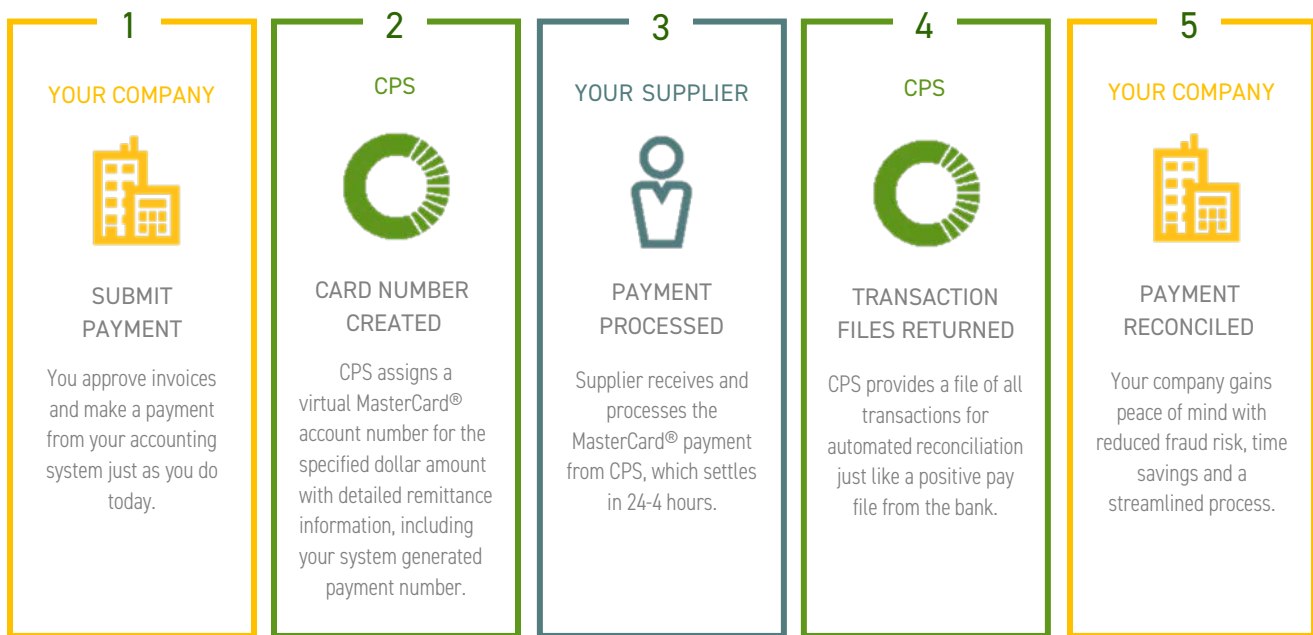 1
YOUR COMPANY
SUBMIT
PAYMENT
You approve invoices
and make a payment
from your accounting
system just as you do
today.
2
CPS
CARD NUMBER
CREATED
CPS assigns a
virtual MasterCard®
account number for the
specified dollar amount
with detailed remittance
information, including
your system generated
payment number.
3
YOUR SUPPLIER
PAYMENT
PROCESSED
Supplier receives and
processes the
MasterCard® payment
from CPS, which settles
in 24-4 hours.
4
CPS
TRANSACTION
FILES RETURNED
CPS provides a file of all
transactions for
automated reconciliation
just like a positive pay
file from the bank.
5
YOUR COMPANY
PAYMENT
RECONCILED
Your company gains
peace of mind with
reduced fraud risk, time
savings and a
streamlined process.